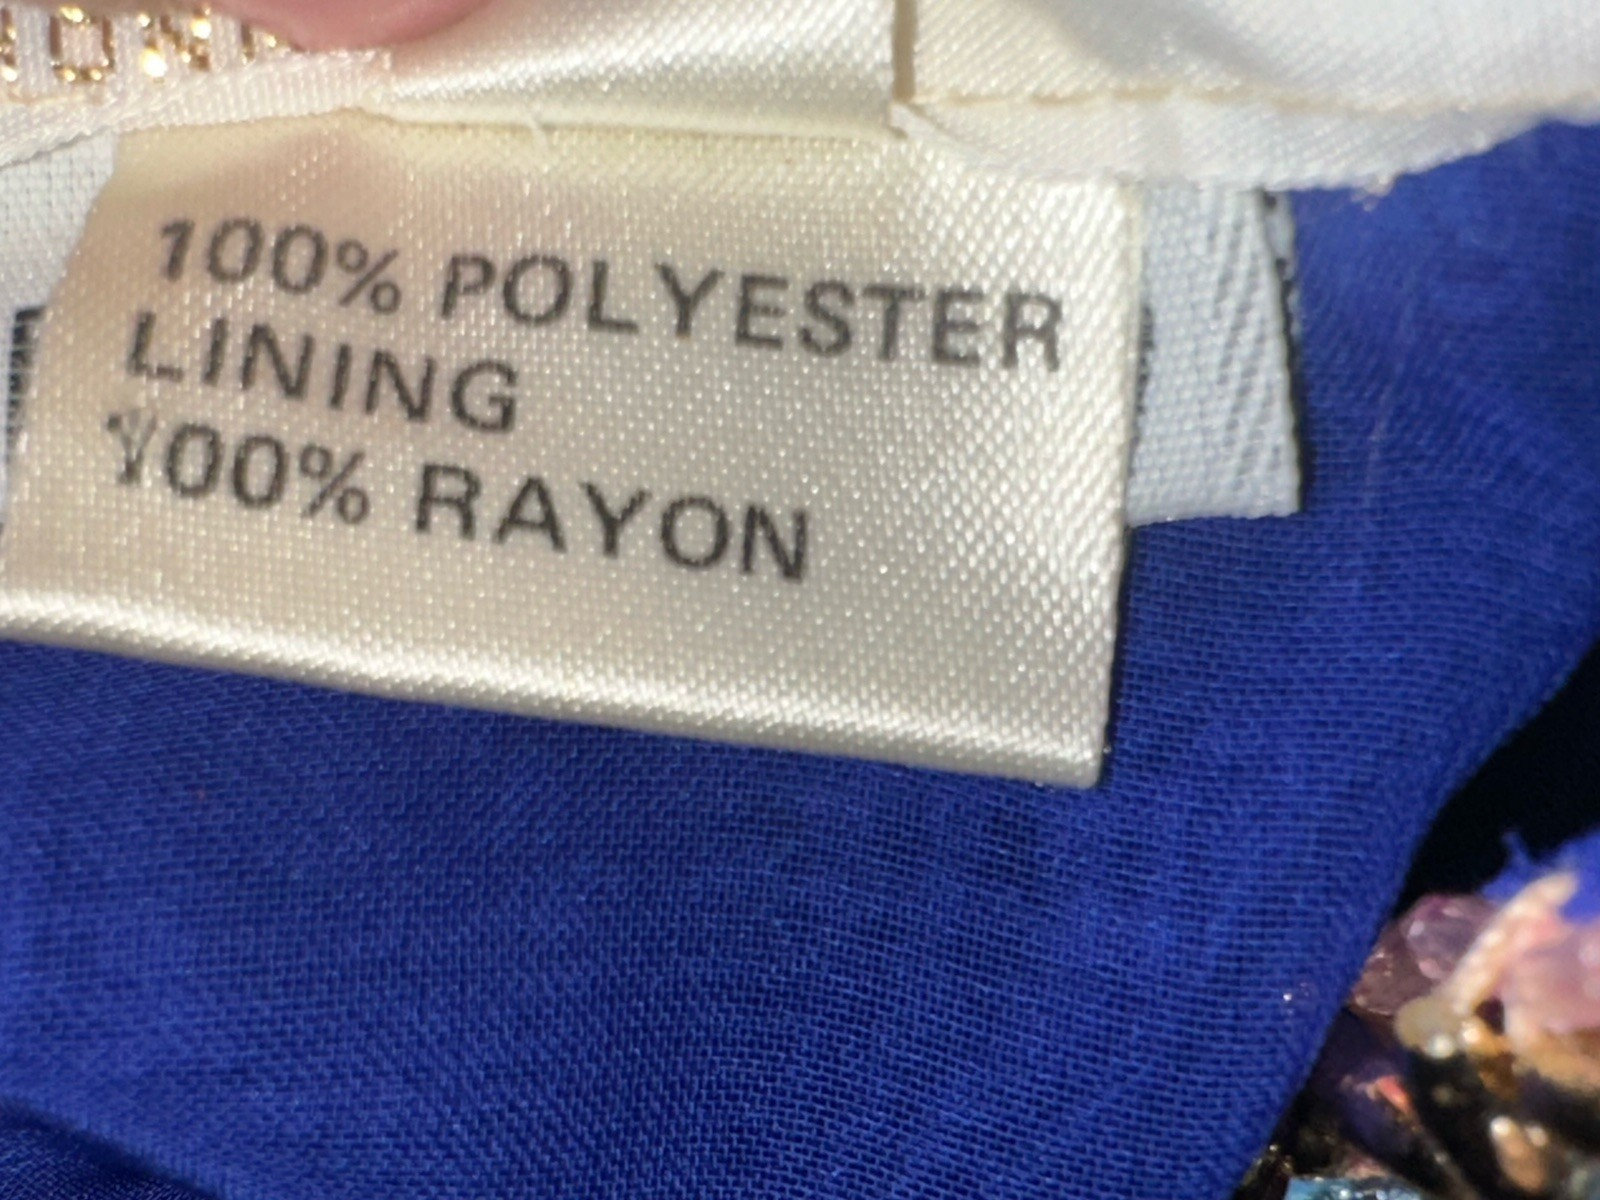 100% POLYESTER
LINING
100% RAYON